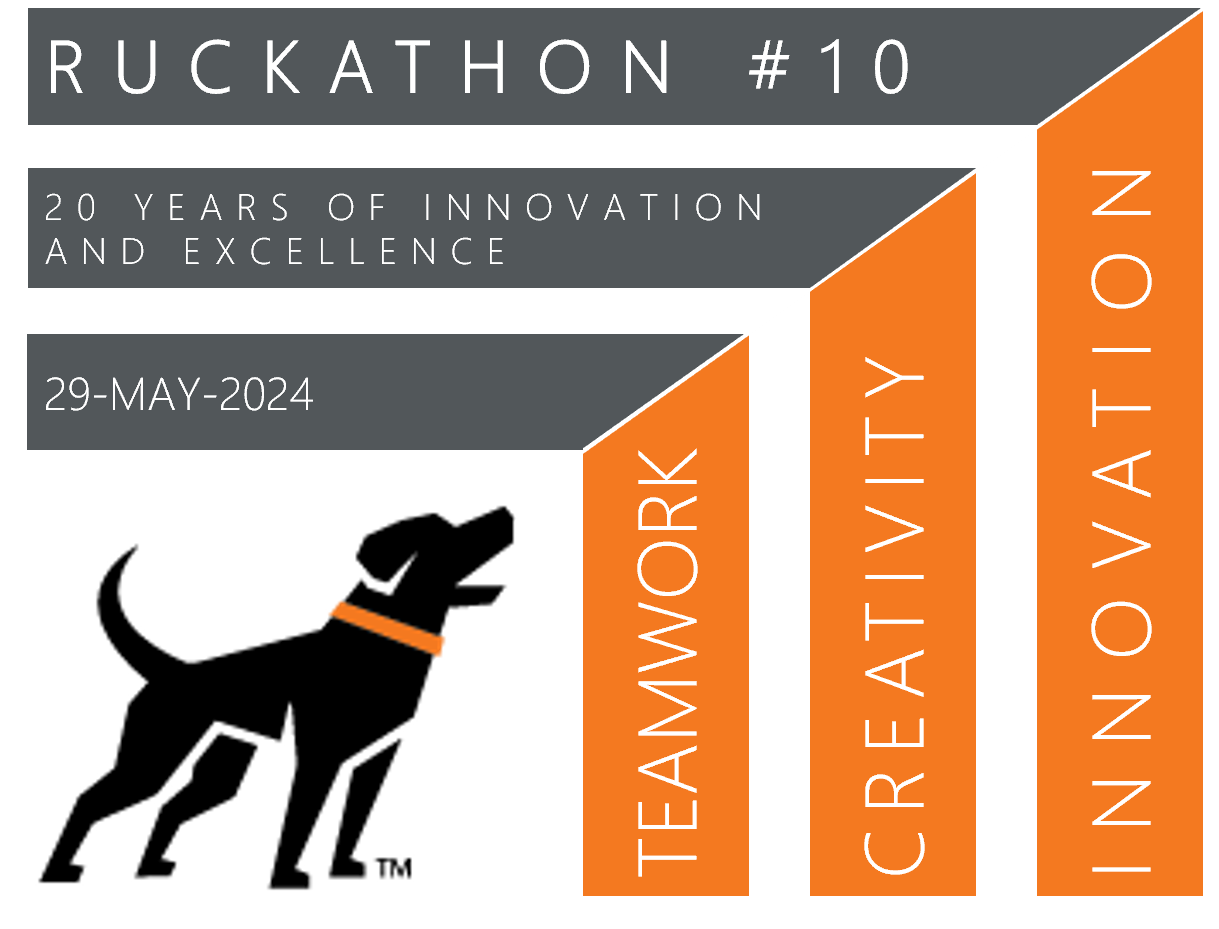 RUCKATHON #10
20 YEARS OF INNOVATION
AND EXCELLENCE
29-MAY-2024
TEAMWORK
CREATIVITY
INNOVATION
TM